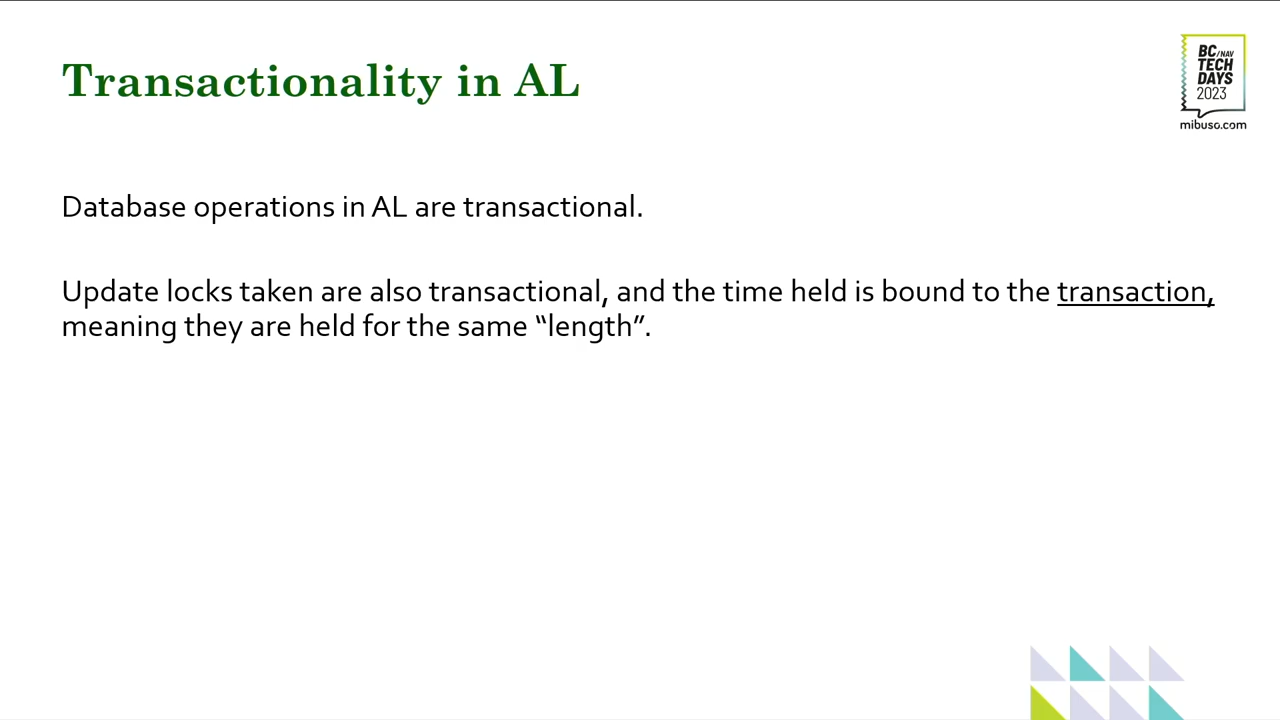 Transactionality in AL
BC/NAV
TECH
DAYS
2023
mibuso.com
Database operations in AL are transactional.
Update locks taken are also transactional, and the time held is bound to the transaction,
meaning they are held for the same “length”.